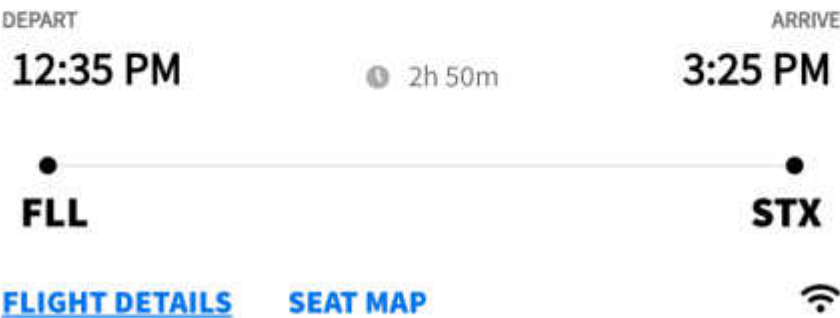 DEPART ARRIVE
12:35 PM 2h 50m 3:25 PM
FLL STX
FLIGHT DETAILS SEAT MAP